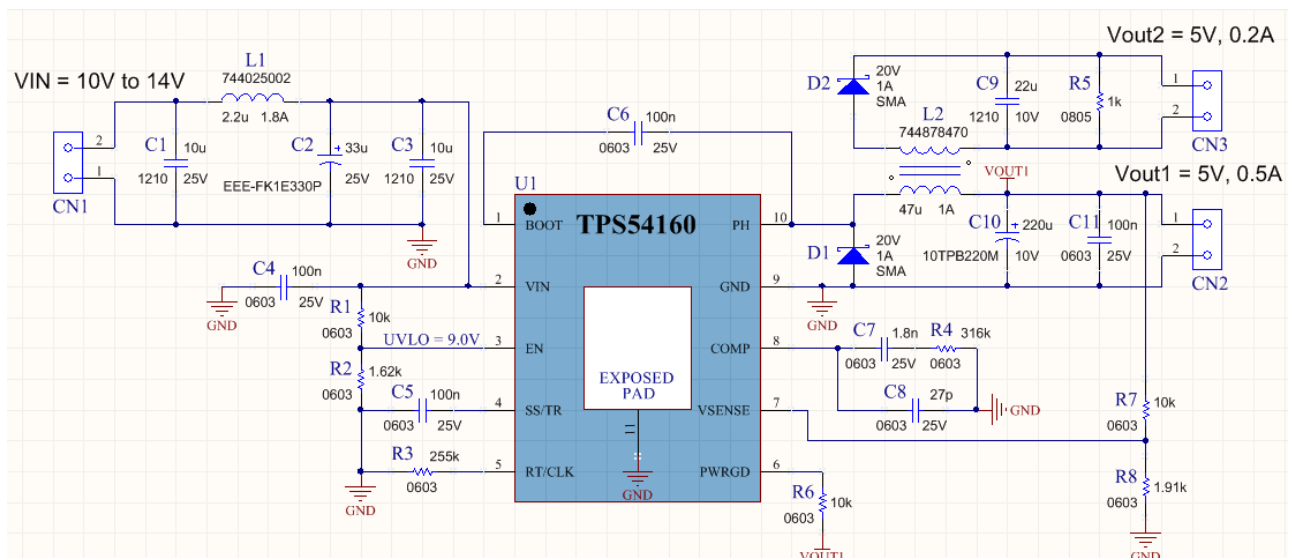 Vout2 = 5V, 0.2A
VIN = 10V to 14V
L1
744025002
2.2u 1.8A
C1
10u
1210
25V
C2
33u
25V
EEE-FK1E330P
C3
10u
1210
25V
2
1
CN1
GND
C6
100n
0603
25V
D2
20V
1A
SMA
C9
22u
1210
10V
R5
1k
0805
1
2
CN3
L2
744878470
47u 1A
VOUT1
Vout1 = 5V, 0.5A
D1
20V
1A
SMA
C10
220u
10TPB220M
10V
C11
100n
0603
25V
1
2
CN2
GND
U1
TPS54160
1
BOOT
2
VIN
3
EN
4
SS/TR
5
RT/CLK
10
PH
9
GND
8
COMP
7
VSENSE
6
PWRGD
EXPOSED
PAD
11
GND
C4
100n
0603
25V
GND
R1
10k
0603
UVLO = 9.0V
R2
1.62k
0603
C5
100n
0603
25V
R3
255k
0603
GND
C7
1.8n
0603
25V
R4
316k
0603
C8
27p
0603
25V
GND
R6
10k
0603
VOUT1
R7
10k
0603
R8
1.91k
0603
GND